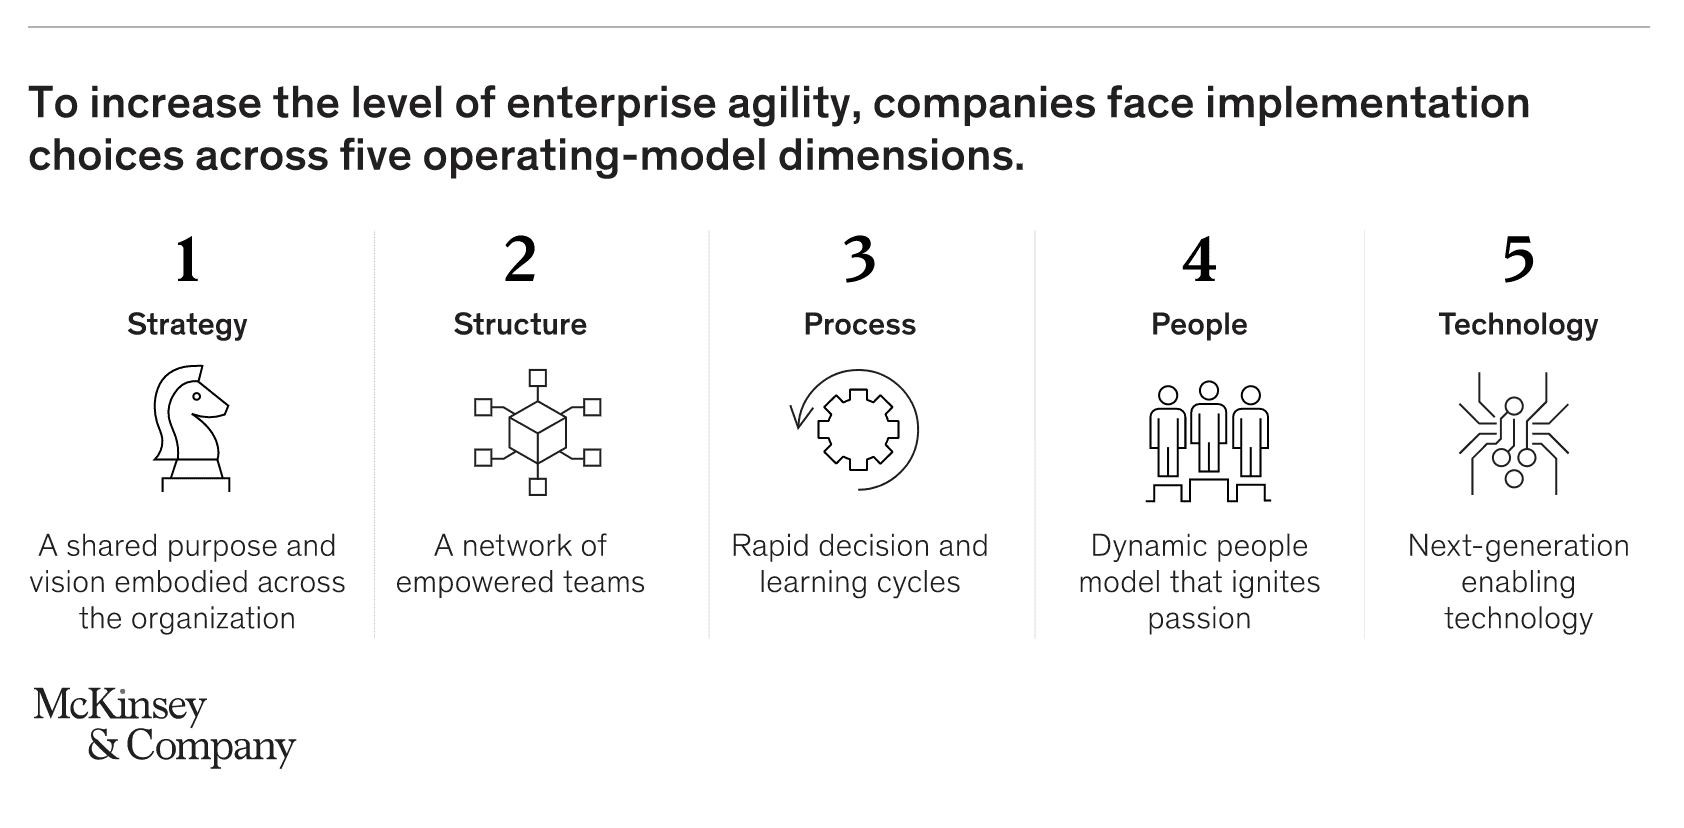 To increase the level of enterprise agility, companies face implementation
choices across five operating-model dimensions.
1
Strategy
A shared purpose and
vision embodied across
the organization
2
Structure
A network of
empowered teams
3
Process
Rapid decision and
learning cycles
4
People
Dynamic people
model that ignites
passion
5
Technology
Next-generation
enabling
technology
McKinsey
& Company